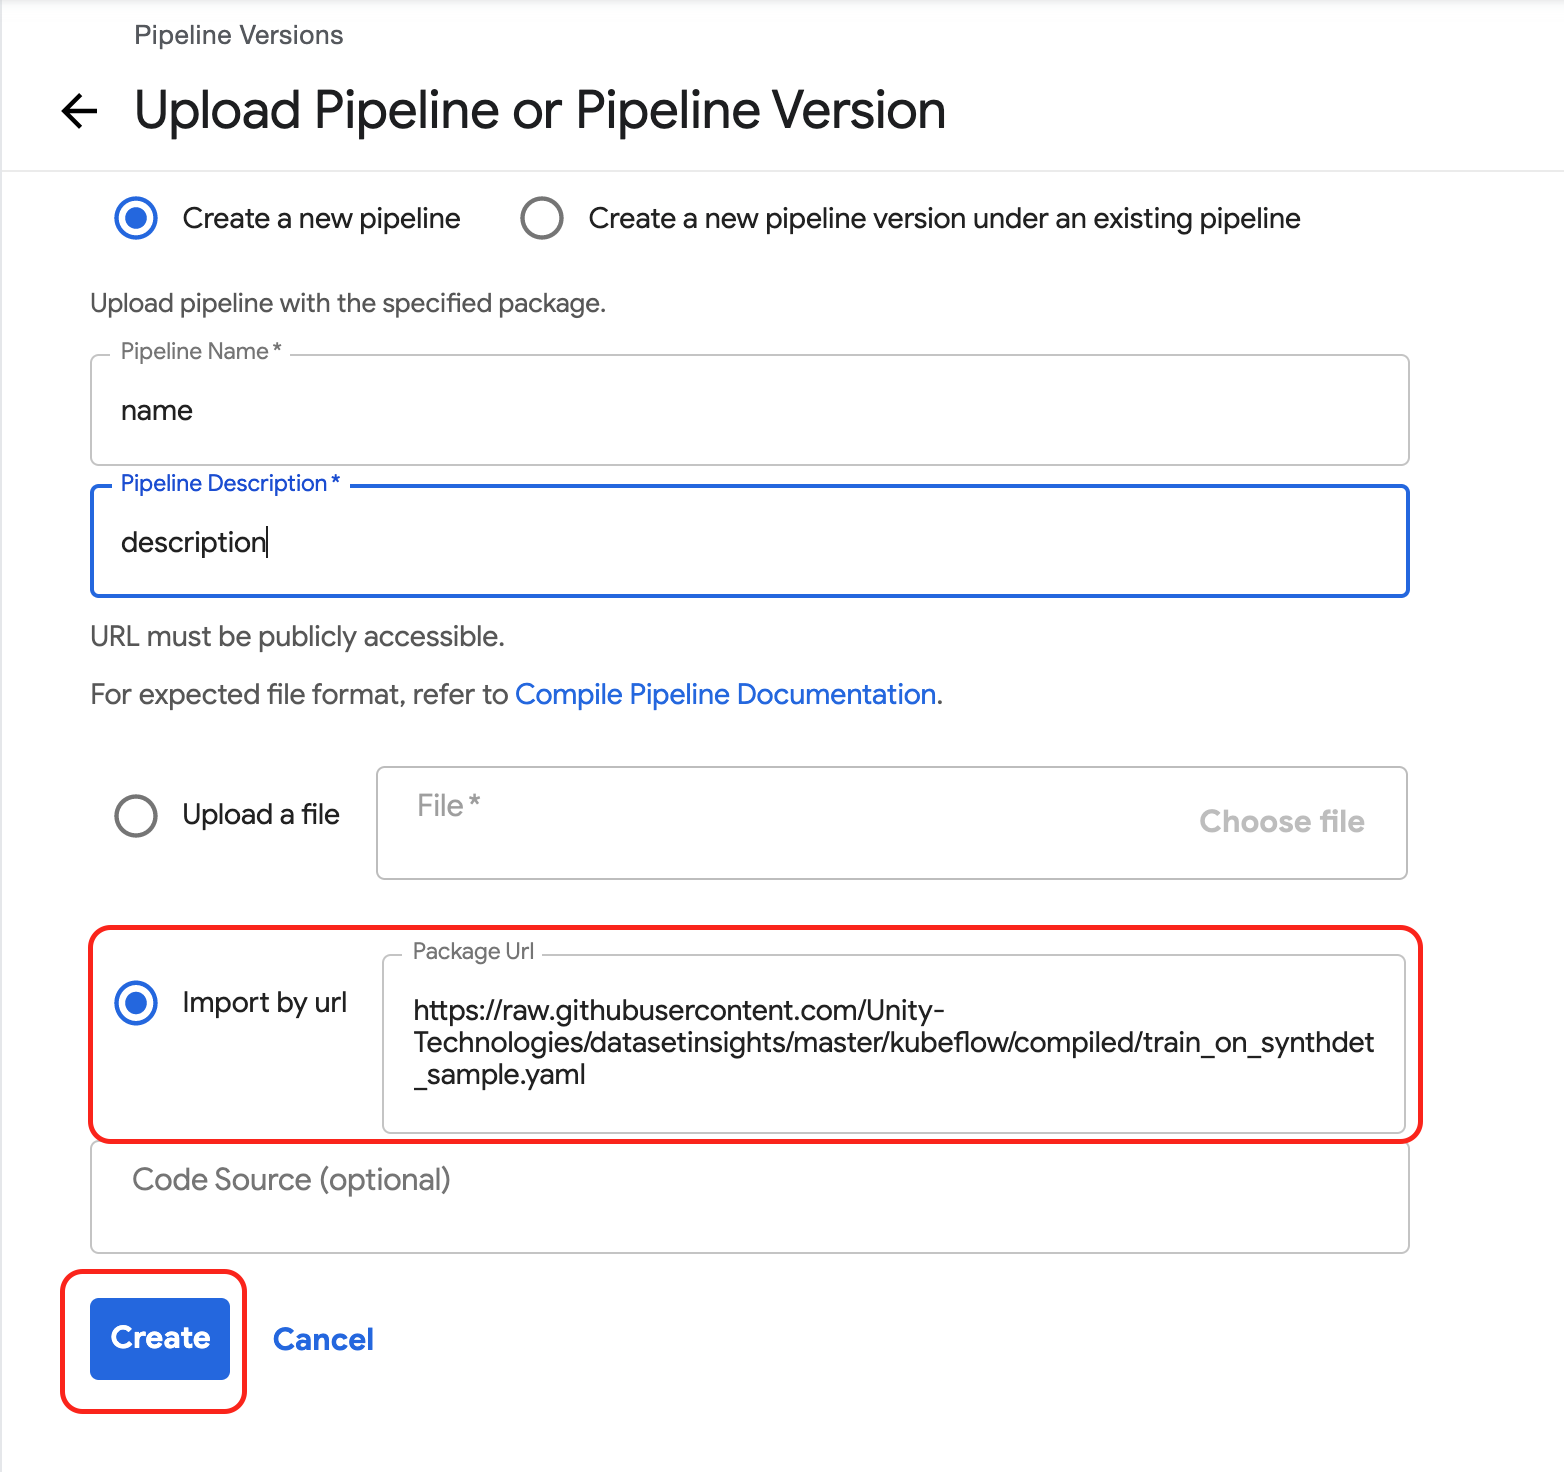 Pipeline Versions
Upload Pipeline or Pipeline Version
Create a new pipeline
Create a new pipeline version under an existing pipeline
Upload pipeline with the specified package.
Pipeline Name *
name
Pipeline Description *
description
URL must be publicly accessible.
For expected file format, refer to Compile Pipeline Documentation.
Upload a file
File *
Choose file
Import by url
Package Url
https://raw.githubusercontent.com/Unity-
Technologies/datasetinsights/master/kubeflow/compiled/train_on_synthdet
_sample.yaml
Code Source (optional)
Create
Cancel